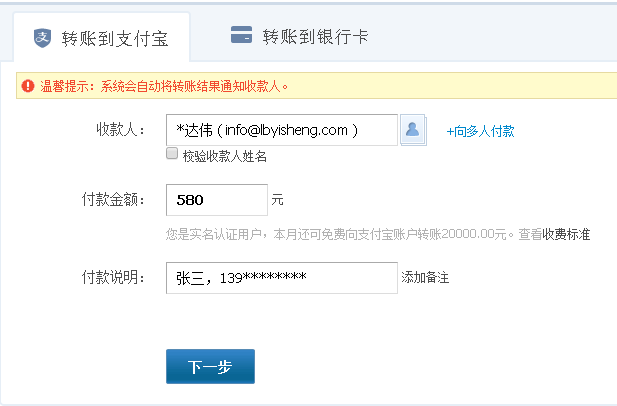 转账到支付宝 转账到银行卡
温馨提示：系统会自动将转账结果通知收款人。
收款人： *达伟 ( info@lbyisheng.com ) +向多人付款
校验收款人姓名
付款金额： 580 元
您是实名认证用户，本月还可免费向支付宝账户转账20000.00元。查看收费标准
付款说明： 张三，139******** 添加备注
下一步